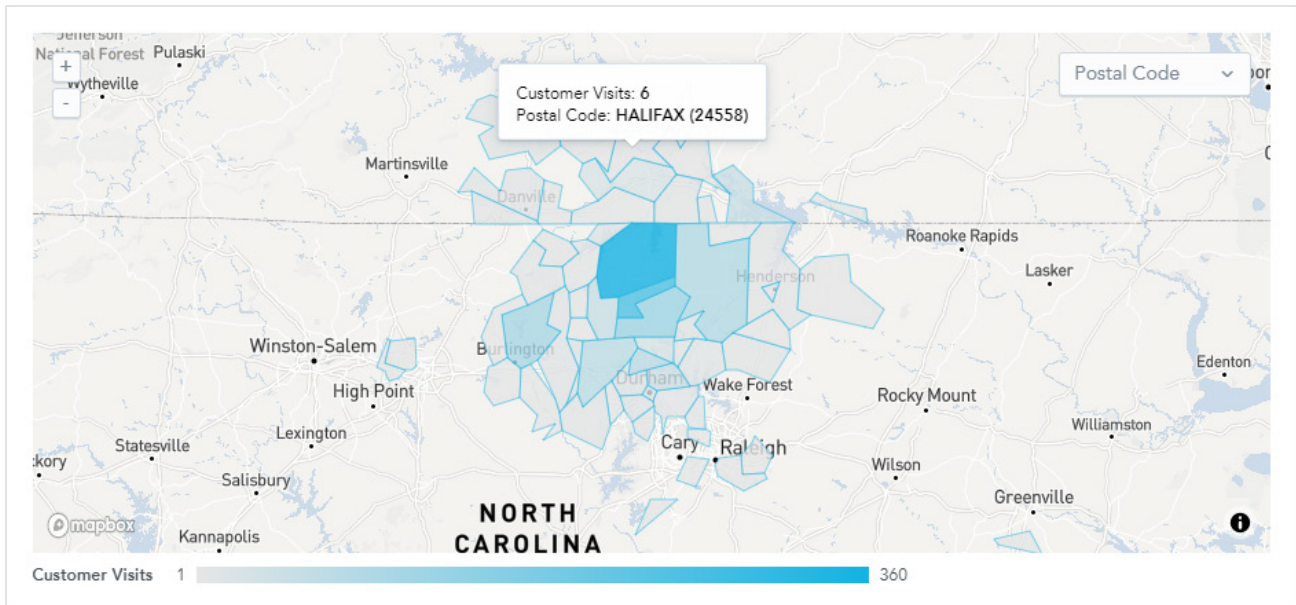 Jefferson
National Forest
Pulaski
+
Wytheville
-
Customer Visits: 6
Postal Code: HALIFAX (24558)
Postal Code
Martinsville
Danville
Roanoke Rapids
Lasker
Henderson
Winston-Salem
Burlington
Edenton
High Point
Durham
Wake Forest
Rocky Mount
Lexington
Williamston
Statesville
Cary
Raleigh
Wilson
Salisbury
Greenville
NORTH
CAROLINA
mapbox
Kannapolis
Customer Visits 1 360